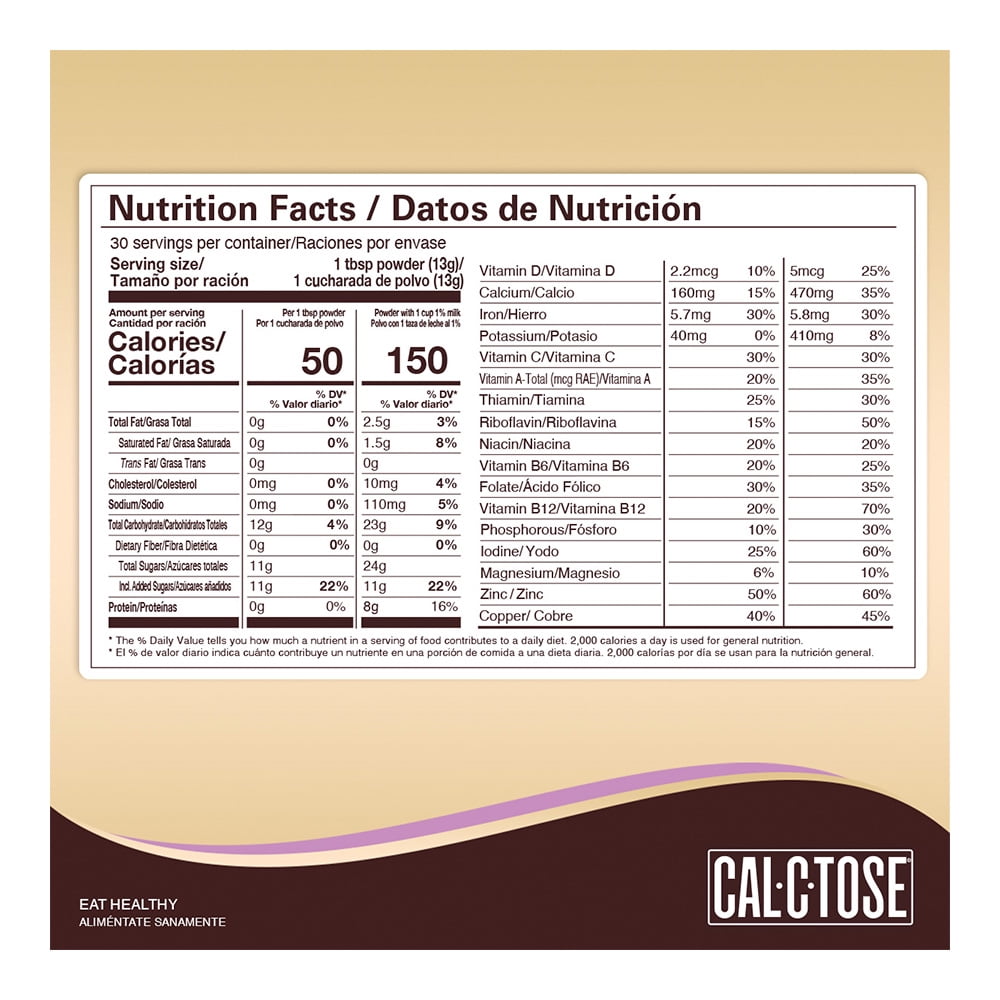 Nutrition Facts / Datos de Nutrición
30 servings per container/Raciones por envase
Serving size/ 1 tbsp powder (13g)/
Tamaño por ración 1 cucharada de polvo (13g)
Amount per serving Per 1 tbsp powder Powder with 1 cup 1% milk
Cantidad por ración Por 1 cucharada de polvo Polvo con 1 taza de leche al 1%
Calories/
Calorías 50 150
% DV* % DV*
% Valor diario* % Valor diario*
Total Fat/Grasa Total 0g 0% 2.5g 3%
Saturated Fat/ Grasa Saturada 0g 0% 1.5g 8%
Trans Fat/ Grasa Trans 0g 0g
Cholesterol/Colesterol 0mg 0% 10mg 4%
Sodium/Sodio 0mg 0% 110mg 5%
Total Carbohydrate/Carbohidratos Totales 12g 4% 23g 9%
Dietary Fiber/Fibra Dietética 0g 0% 0g 0%
Total Sugars/Azúcares totales 11g 24g
Incl. Added Sugars/Azúcares añadidos 11g 22% 11g 22%
Protein/Proteínas 0g 0% 8g 16%
Vitamin D/Vitamina D 2.2mcg 10% 5mcg 25%
Calcium/Calcio 160mg 15% 470mg 35%
Iron/Hierro 5.7mg 30% 5.8mg 30%
Potassium/Potasio 40mg 0% 410mg 8%
Vitamin C/Vitamina C 30% 30%
Vitamin A-Total (mcg RAE)/Vitamina A 20% 35%
Thiamin/Tiamina 25% 30%
Riboflavin/Riboflavina 15% 50%
Niacin/Niacina 20% 20%
Vitamin B6/Vitamina B6 20% 25%
Folate/Ácido Fólico 30% 35%
Vitamin B12/Vitamina B12 20% 70%
Phosphorous/Fósforo 10% 30%
Iodine/ Yodo 25% 60%
Magnesium/Magnesio 6% 10%
Zinc / Zinc 50% 60%
Copper/ Cobre 40% 45%
* The % Daily Value tells you how much a nutrient in a serving of food contributes to a daily diet. 2,000 calories a day is used for general nutrition.
* El % de valor diario indica cuánto contribuye un nutriente en una porción de comida a una dieta diaria. 2,000 calorías por día se usan para la nutrición general.
EAT HEALTHY
ALIMÉNTATE SANAMENTE
CAL·C·TOSE®